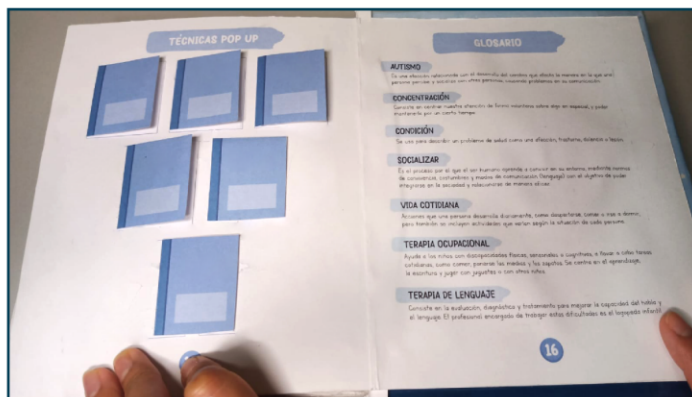 TÉCNICAS POP UP
GLOSARIO
AUTISMO
Es una afección relacionada con el desarrollo del cerebro que afecta la manera en la que una
persona percibe y socializa con otras personas, causando problemas en su comunicación.
CONCENTRACIÓN
Consiste en centrar nuestra atención de forma voluntaria sobre algo en especial, y poder
mantenerla por un cierto tiempo.
CONDICIÓN
Se usa para describir un problema de salud como una afección, trastorno, dolencia o lesión.
SOCIALIZAR
Es el proceso por el que el ser humano aprende a convivir en su entorno, mediante normas
de convivencia, costumbres y modos de comunicación (lenguaje) con el objetivo de poder
integrarse en la sociedad y relacionarse de manera eficaz.
VIDA COTIDIANA
Acciones que una persona desarrolla diariamente, como despertarse, comer o irse a dormir,
pero también se incluyen actividades que varían según la situación de cada persona.
TERAPIA OCUPACIONAL
Ayuda a los niños con discapacidades físicas, sensoriales o cognitivas, a llevar a cabo tareas
cotidianas, como comer, ponerse las medias y los zapatos. Se centra en el aprendizaje,
la escritura y jugar con juguetes o con otros niños.
TERAPIA DE LENGUAJE
Consiste en la evaluación, diagnóstico y tratamiento para mejorar la capacidad del habla y
el lenguaje. El profesional encargado de trabajar estas dificultades es el logopeda infantil.
16